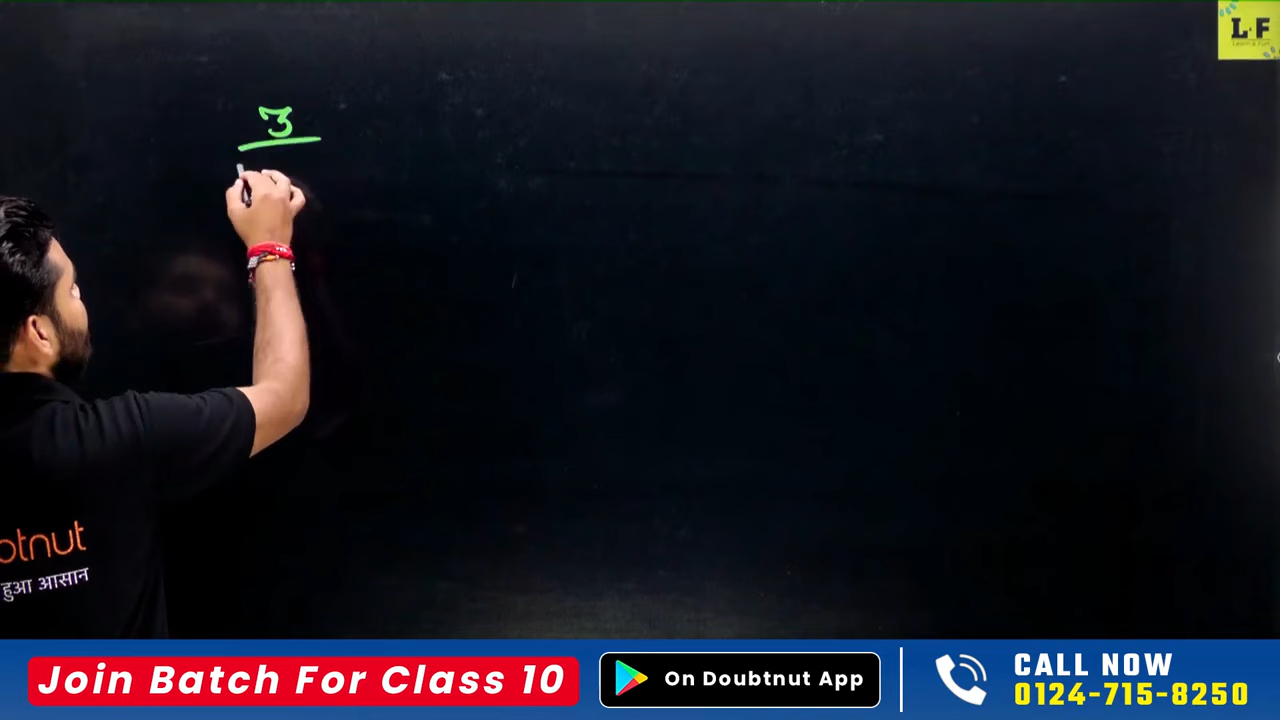 L F
3
otnut
हुआ आसान
Join Batch For Class 10
On Doubtnut App
CALL NOW
0124-715-8250